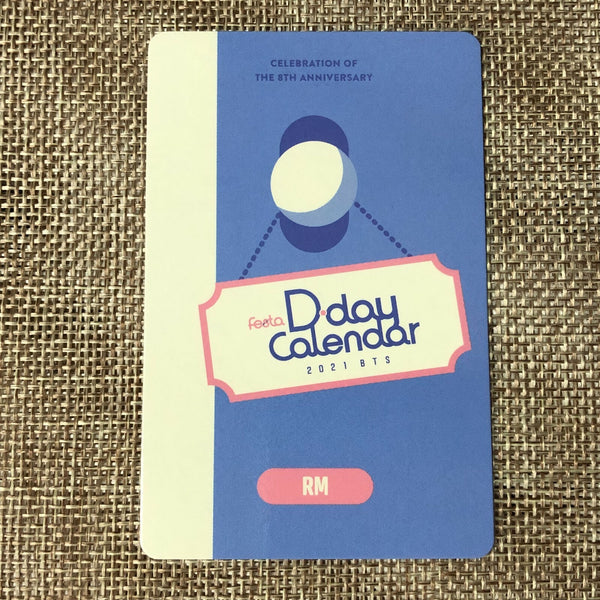 CELEBRATION OF
THE 8TH ANNIVERSARY
festa D·day
Calendar
2021 BTS
RM